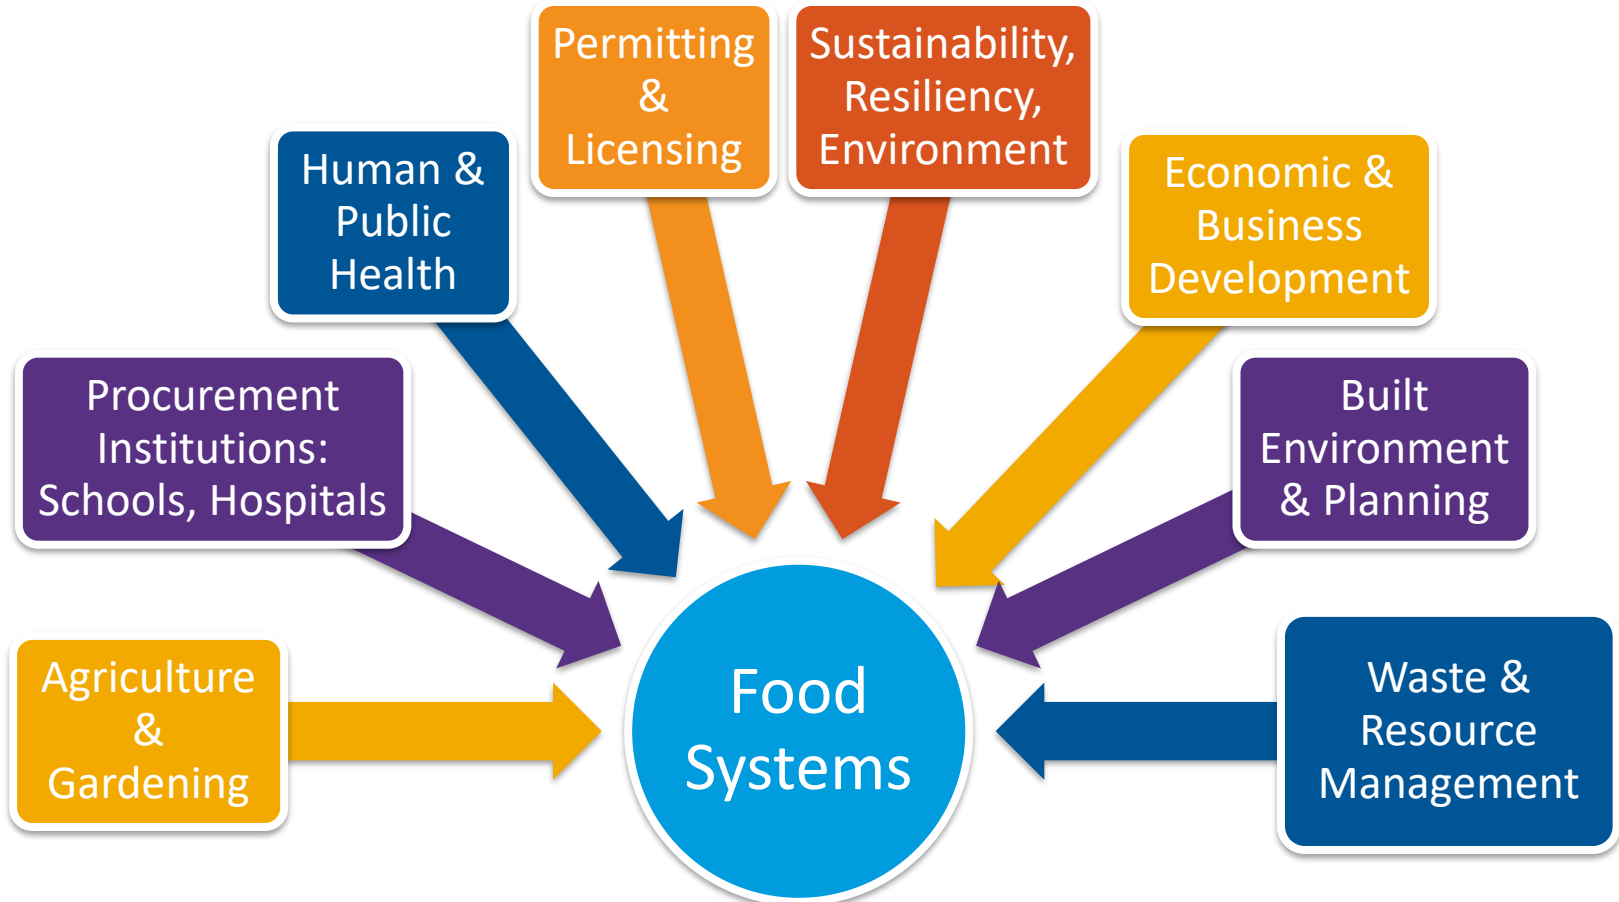 Permitting
&
Licensing
Sustainability,
Resiliency,
Environment
Human &
Public
Health
Economic &
Business
Development
Procurement
Institutions:
Schools, Hospitals
Built
Environment
& Planning
Agriculture
&
Gardening
Food
Systems
Waste &
Resource
Management